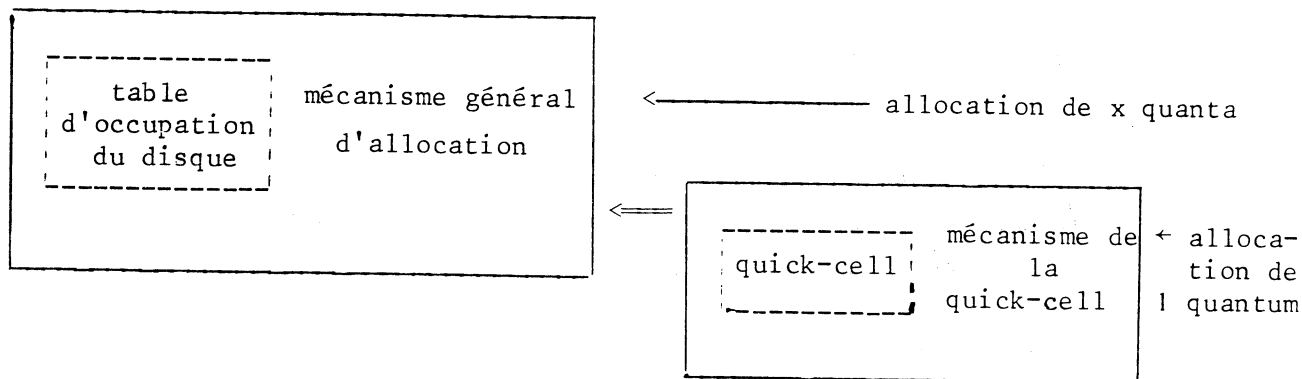 table
d'occupation
du disque
mécanisme général
d'allocation
<——— allocation de x quanta
<==
quick-cell
mécanisme de
la
quick-cell
← alloca-
tion de
1 quantum